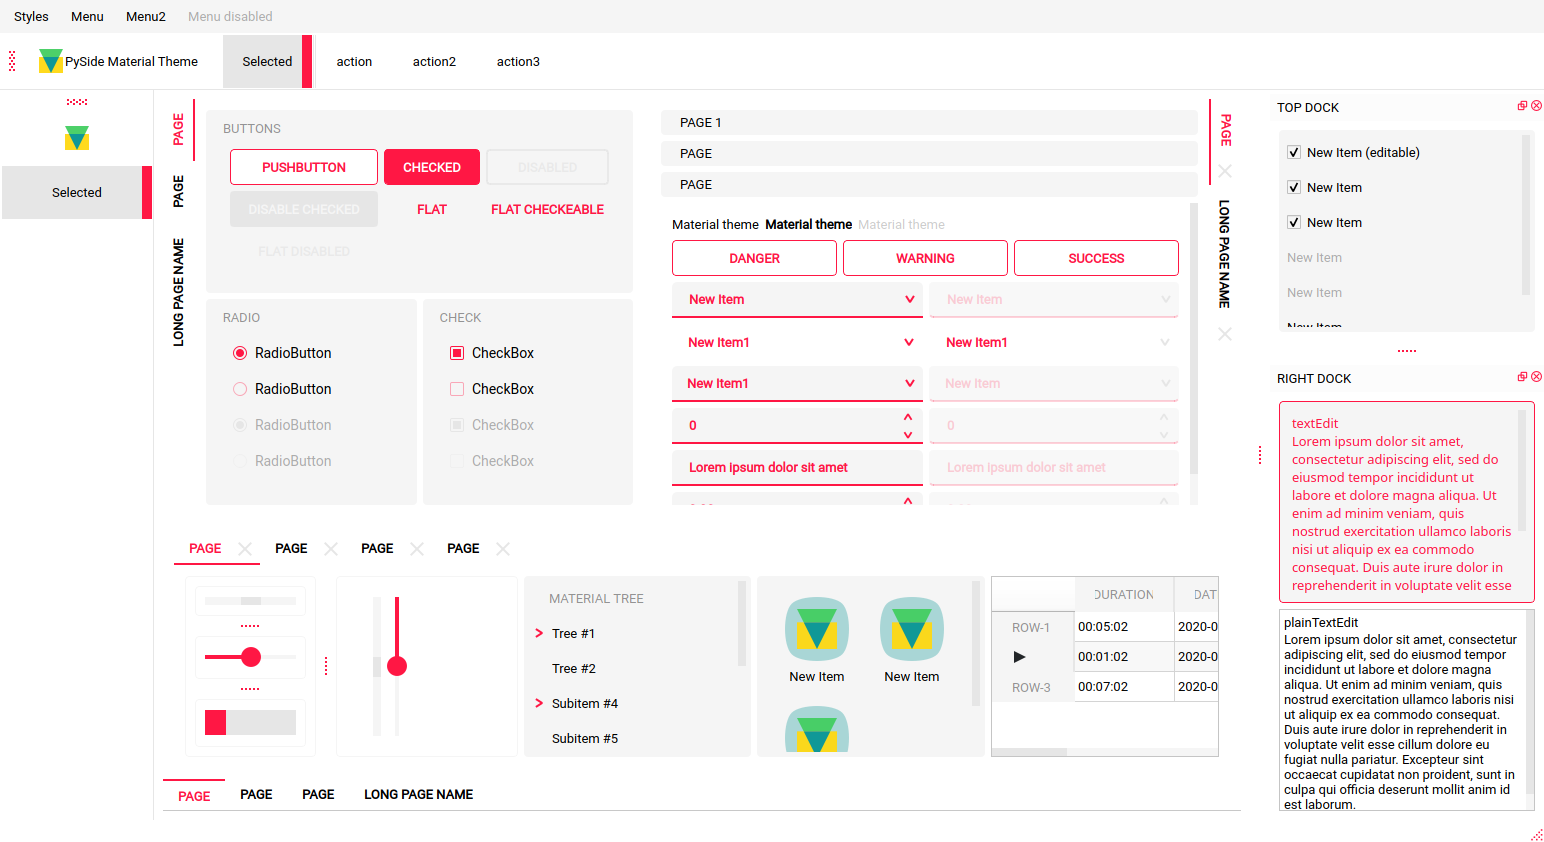 Styles Menu Menu2 Menu disabled
PySide Material Theme Selected action action2 action3
Selected
PAGE
PAGE
LONG PAGE NAME
BUTTONS
PUSHBUTTON CHECKED DISABLED
DISABLE CHECKED FLAT FLAT CHECKEABLE
FLAT DISABLED
RADIO
RadioButton
RadioButton
RadioButton
RadioButton
CHECK
CheckBox
CheckBox
CheckBox
CheckBox
PAGE 1
PAGE
PAGE
Material theme Material theme Material theme
DANGER WARNING SUCCESS
New Item New Item
New Item1 New Item1
New Item1 New Item
0 0
Lorem ipsum dolor sit amet Lorem ipsum dolor sit amet
PAGE
LONG PAGE NAME
PAGE PAGE PAGE PAGE
MATERIAL TREE
Tree #1
Tree #2
Subitem #4
Subitem #5
New Item New Item
DURATION DAT
ROW-1 00:05:02 2020-0
00:01:02 2020-0
ROW-3 00:07:02 2020-0
PAGE PAGE PAGE LONG PAGE NAME
TOP DOCK
New Item (editable)
New Item
New Item
New Item
New Item
New Item
RIGHT DOCK
textEdit
Lorem ipsum dolor sit amet,
consectetur adipiscing elit, sed do
eiusmod tempor incididunt ut
labore et dolore magna aliqua. Ut
enim ad minim veniam, quis
nostrud exercitation ullamco laboris
nisi ut aliquip ex ea commodo
consequat. Duis aute irure dolor in
reprehenderit in voluptate velit esse
plainTextEdit
Lorem ipsum dolor sit amet, consectetur
adipiscing elit, sed do eiusmod tempor
incididunt ut labore et dolore magna
aliqua. Ut enim ad minim veniam, quis
nostrud exercitation ullamco laboris nisi
ut aliquip ex ea commodo consequat.
Duis aute irure dolor in reprehenderit in
voluptate velit esse cillum dolore eu
fugiat nulla pariatur. Excepteur sint
occaecat cupidatat non proident, sunt in
culpa qui officia deserunt mollit anim id
est laborum.